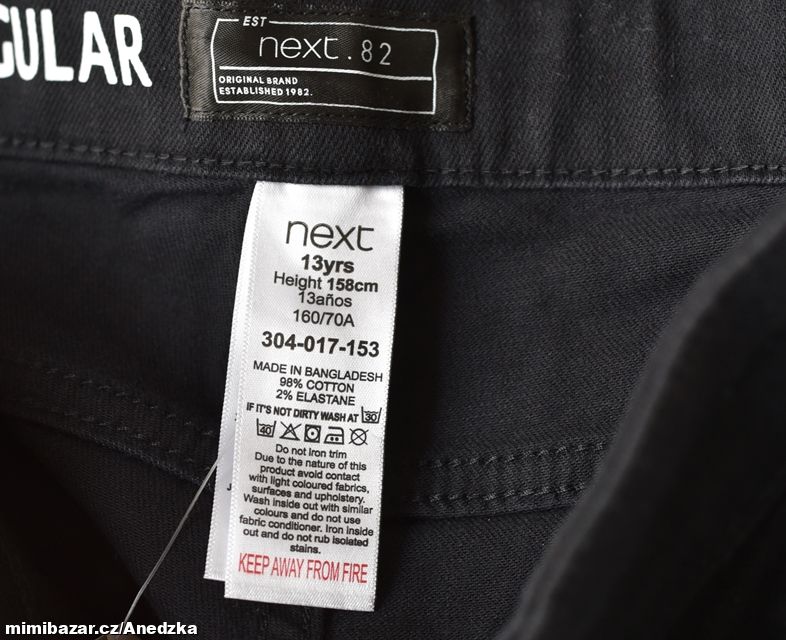 GULAR
EST
next.82
ORIGINAL BRAND
ESTABLISHED 1982.
next
13yrs
Height 158cm
13años
160/70A
304-017-153
MADE IN BANGLADESH
98% COTTON
2% ELASTANE
IF IT'S NOT DIRTY WASH AT 30
40
Do not iron trim
Due to the nature of this
product avoid contact
with light coloured fabrics,
surfaces and upholstery.
Wash inside out with similar
colours and do not use
fabric conditioner. Iron inside
out and do not rub isolated
stains.
KEEP AWAY FROM FIRE
mimibazar.cz/Anedzka